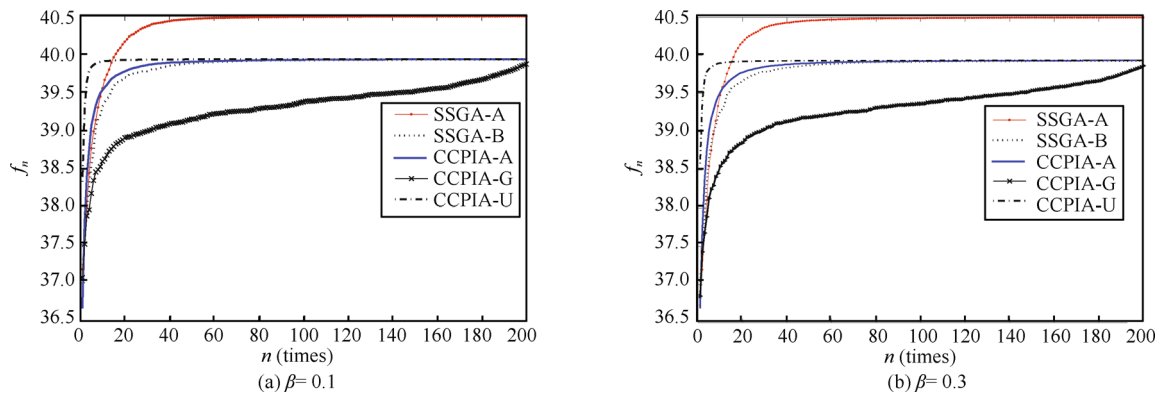 40.5
40.0
39.5
39.0
38.5
38.0
37.5
37.0
36.5
fn
0 20 40 60 80 100 120 140 160 180 200
n (times)
SSGA-A
SSGA-B
CCPIA-A
CCPIA-G
CCPIA-U
(a) β= 0.1
40.5
40.0
39.5
39.0
38.5
38.0
37.5
37.0
36.5
fn
0 20 40 60 80 100 120 140 160 180 200
n (times)
SSGA-A
SSGA-B
CCPIA-A
CCPIA-G
CCPIA-U
(b) β= 0.3